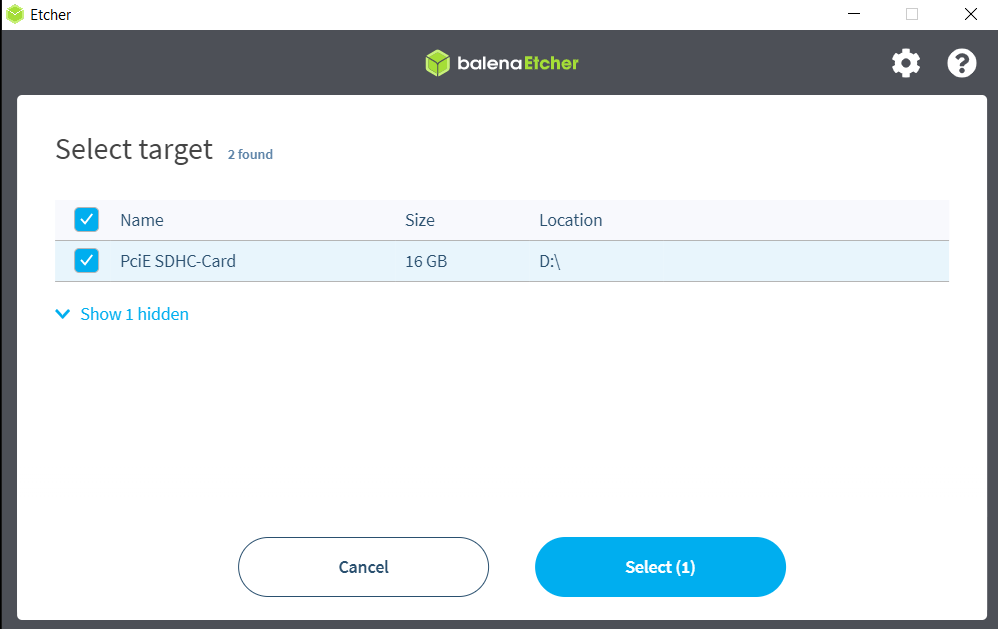 Etcher
balenaEtcher
Select target 2 found
Name Size Location
PciE SDHC-Card 16 GB D:\
Show 1 hidden
Cancel Select (1)